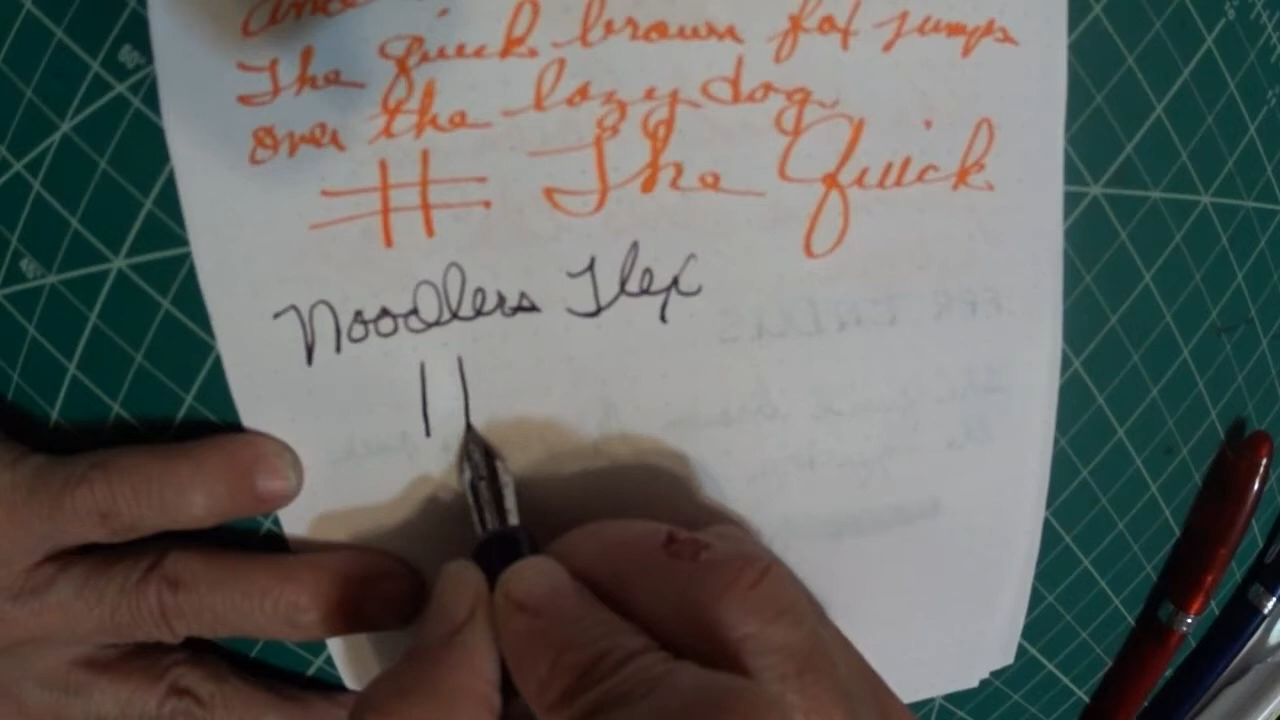 The quick brown fox jumps
over the lazy dog
# The Quick
Noodlers Flex